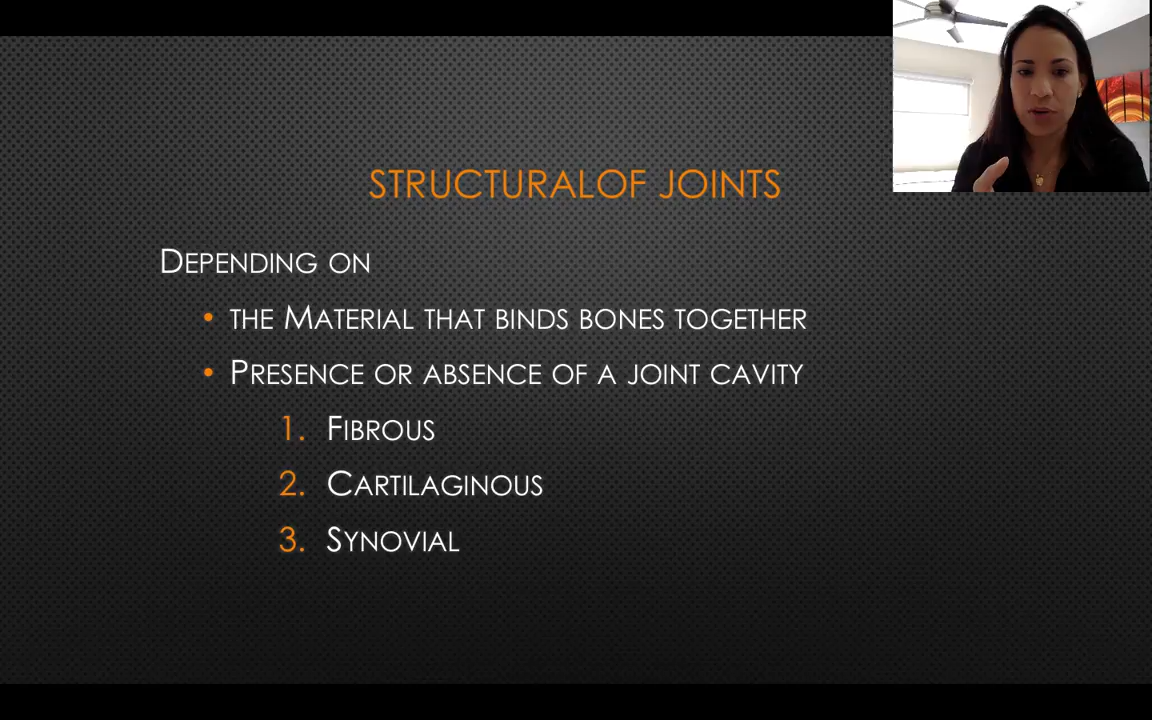 STRUCTURALOF JOINTS
DEPENDING ON
• THE MATERIAL THAT BINDS BONES TOGETHER
• PRESENCE OR ABSENCE OF A JOINT CAVITY
1. FIBROUS
2. CARTILAGINOUS
3. SYNOVIAL